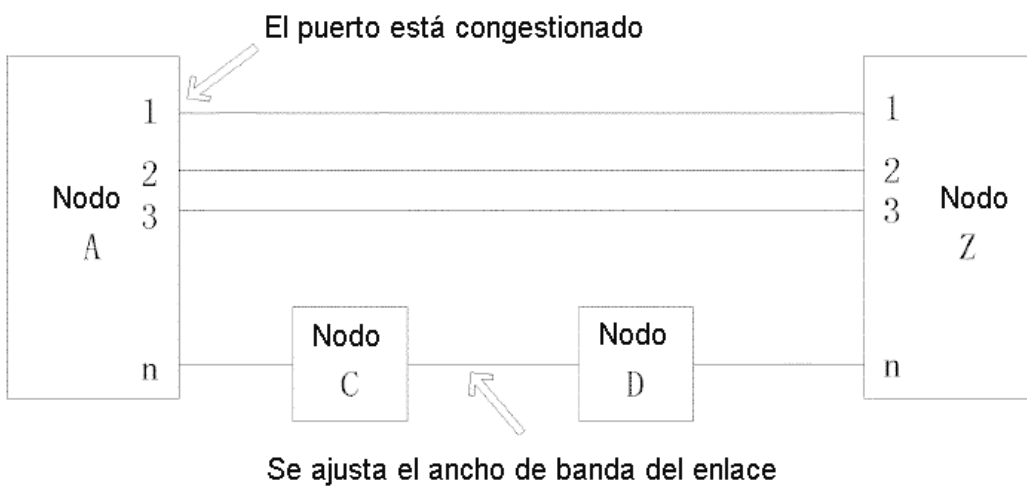 El puerto está congestionado
1
1
2
2
Nodo
Nodo
3
3
A
Z
Nodo
Nodo
n
n
C
D
Se ajusta el ancho de banda del enlace